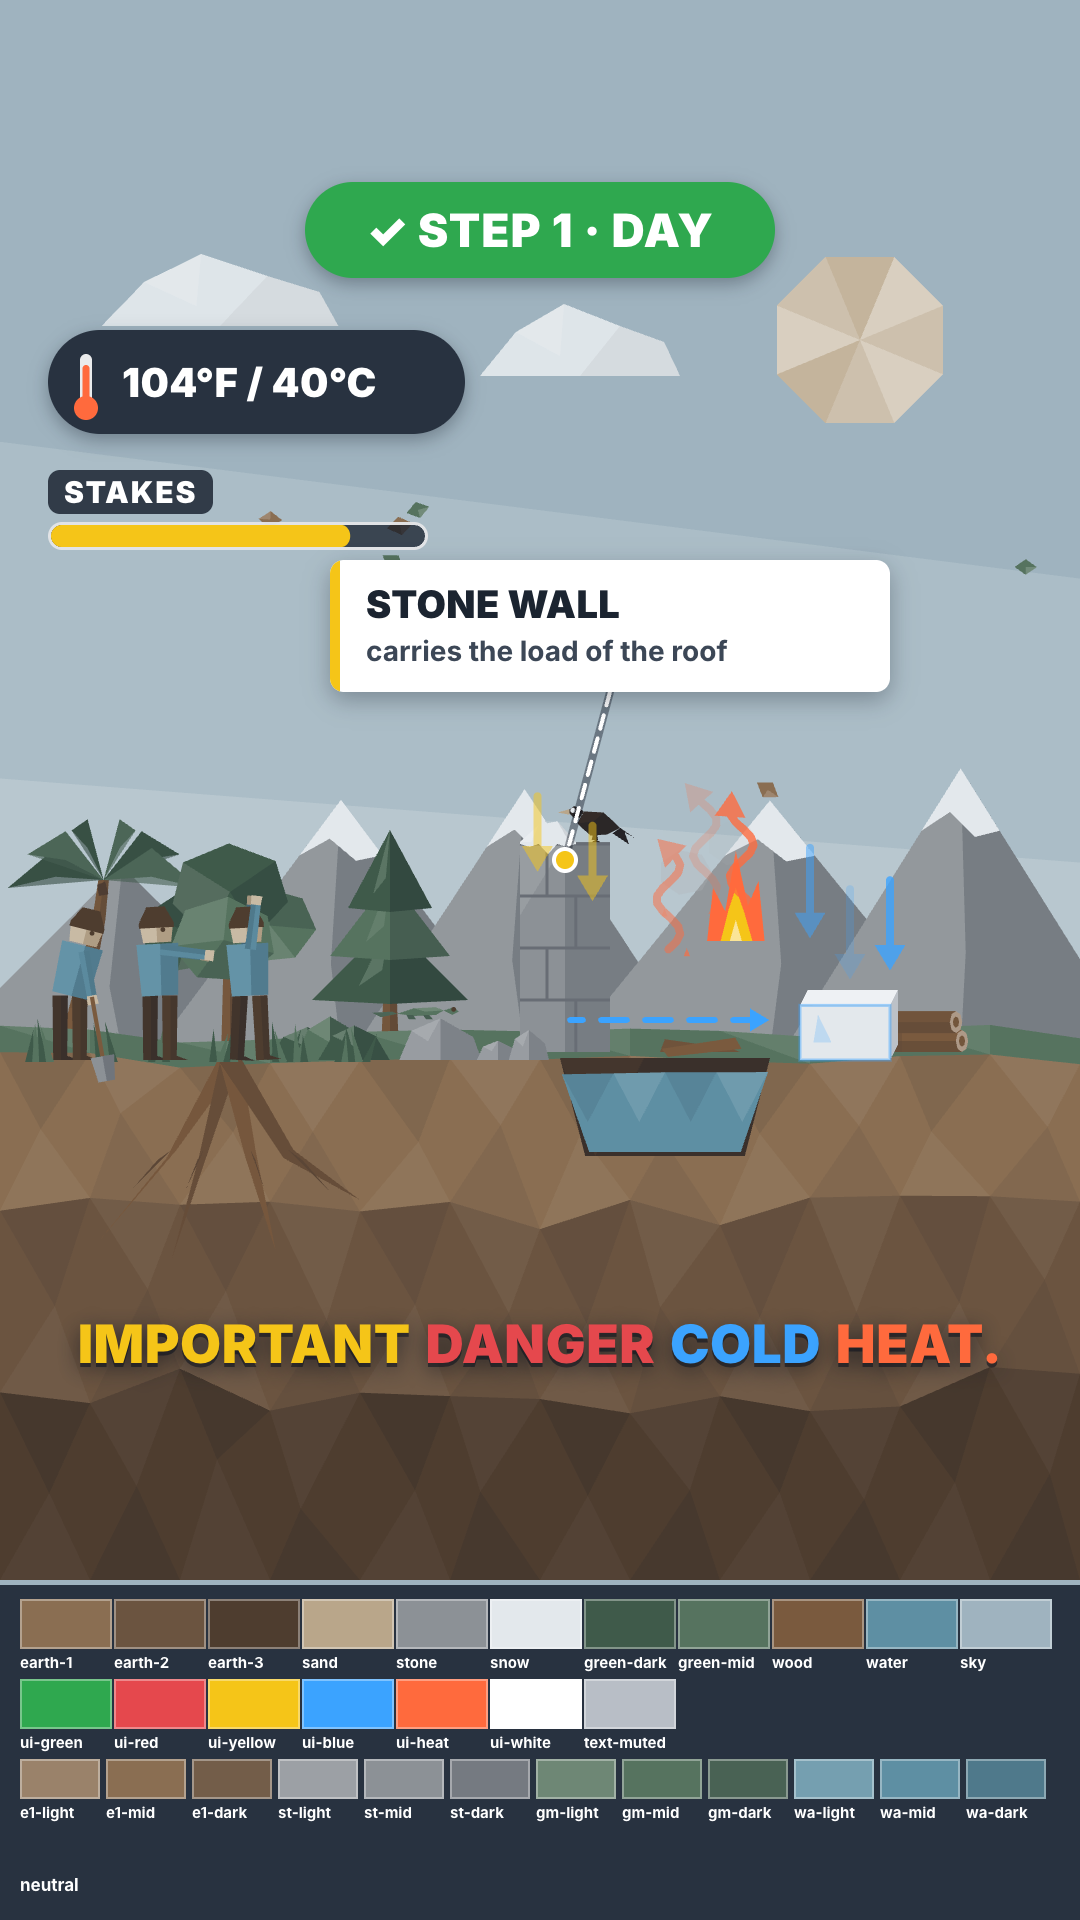 ✓ STEP 1 · DAY
104°F / 40°C
STAKES
STONE WALL
carries the load of the roof
IMPORTANT DANGER COLD HEAT.
earth-1 earth-2 earth-3 sand stone snow green-dark green-mid wood water sky
ui-green ui-red ui-yellow ui-blue ui-heat ui-white text-muted
e1-light e1-mid e1-dark st-light st-mid st-dark gm-light gm-mid gm-dark wa-light wa-mid wa-dark
neutral